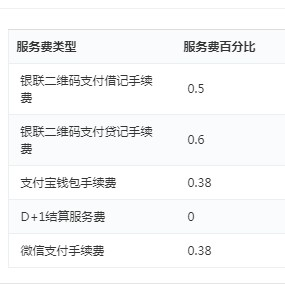 服务费类型 服务费百分比
银联二维码支付借记手续
费
0.5
银联二维码支付贷记手续
费
0.6
支付宝钱包手续费 0.38
D+1结算服务费 0
微信支付手续费 0.38